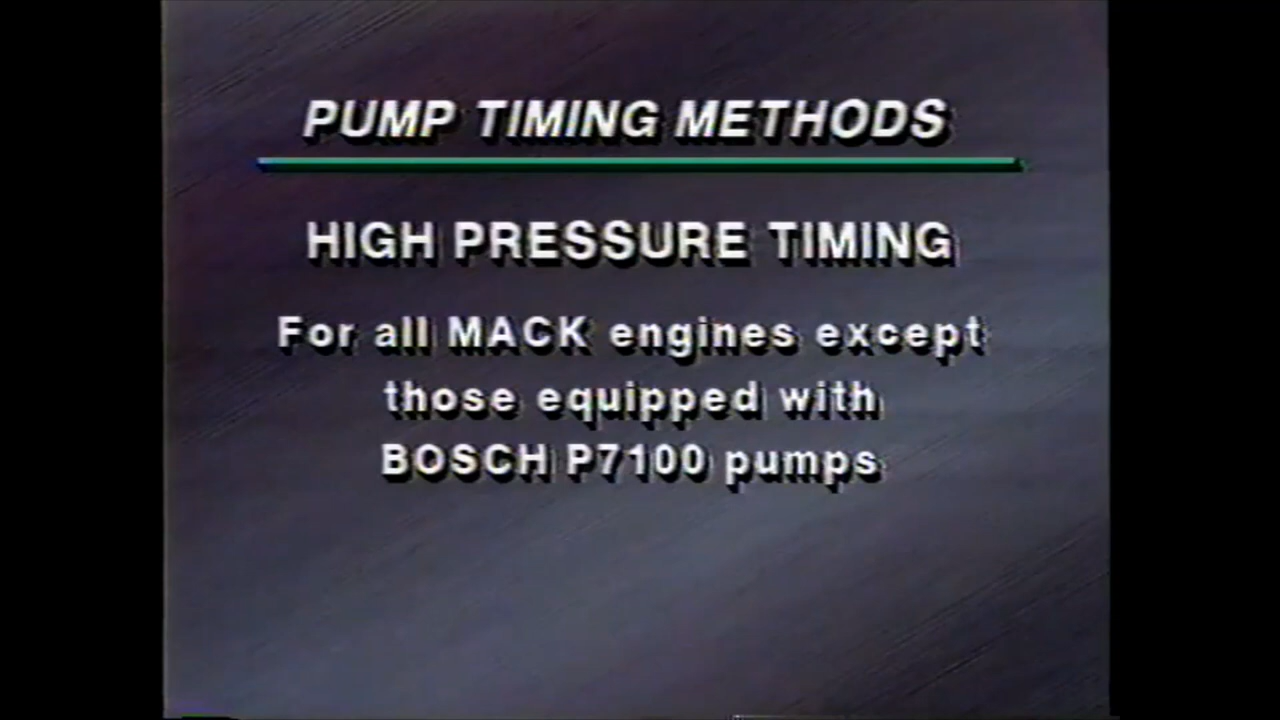 PUMP TIMING METHODS
HIGH PRESSURE TIMING
For all MACK engines except
those equipped with
BOSCH P7100 pumps